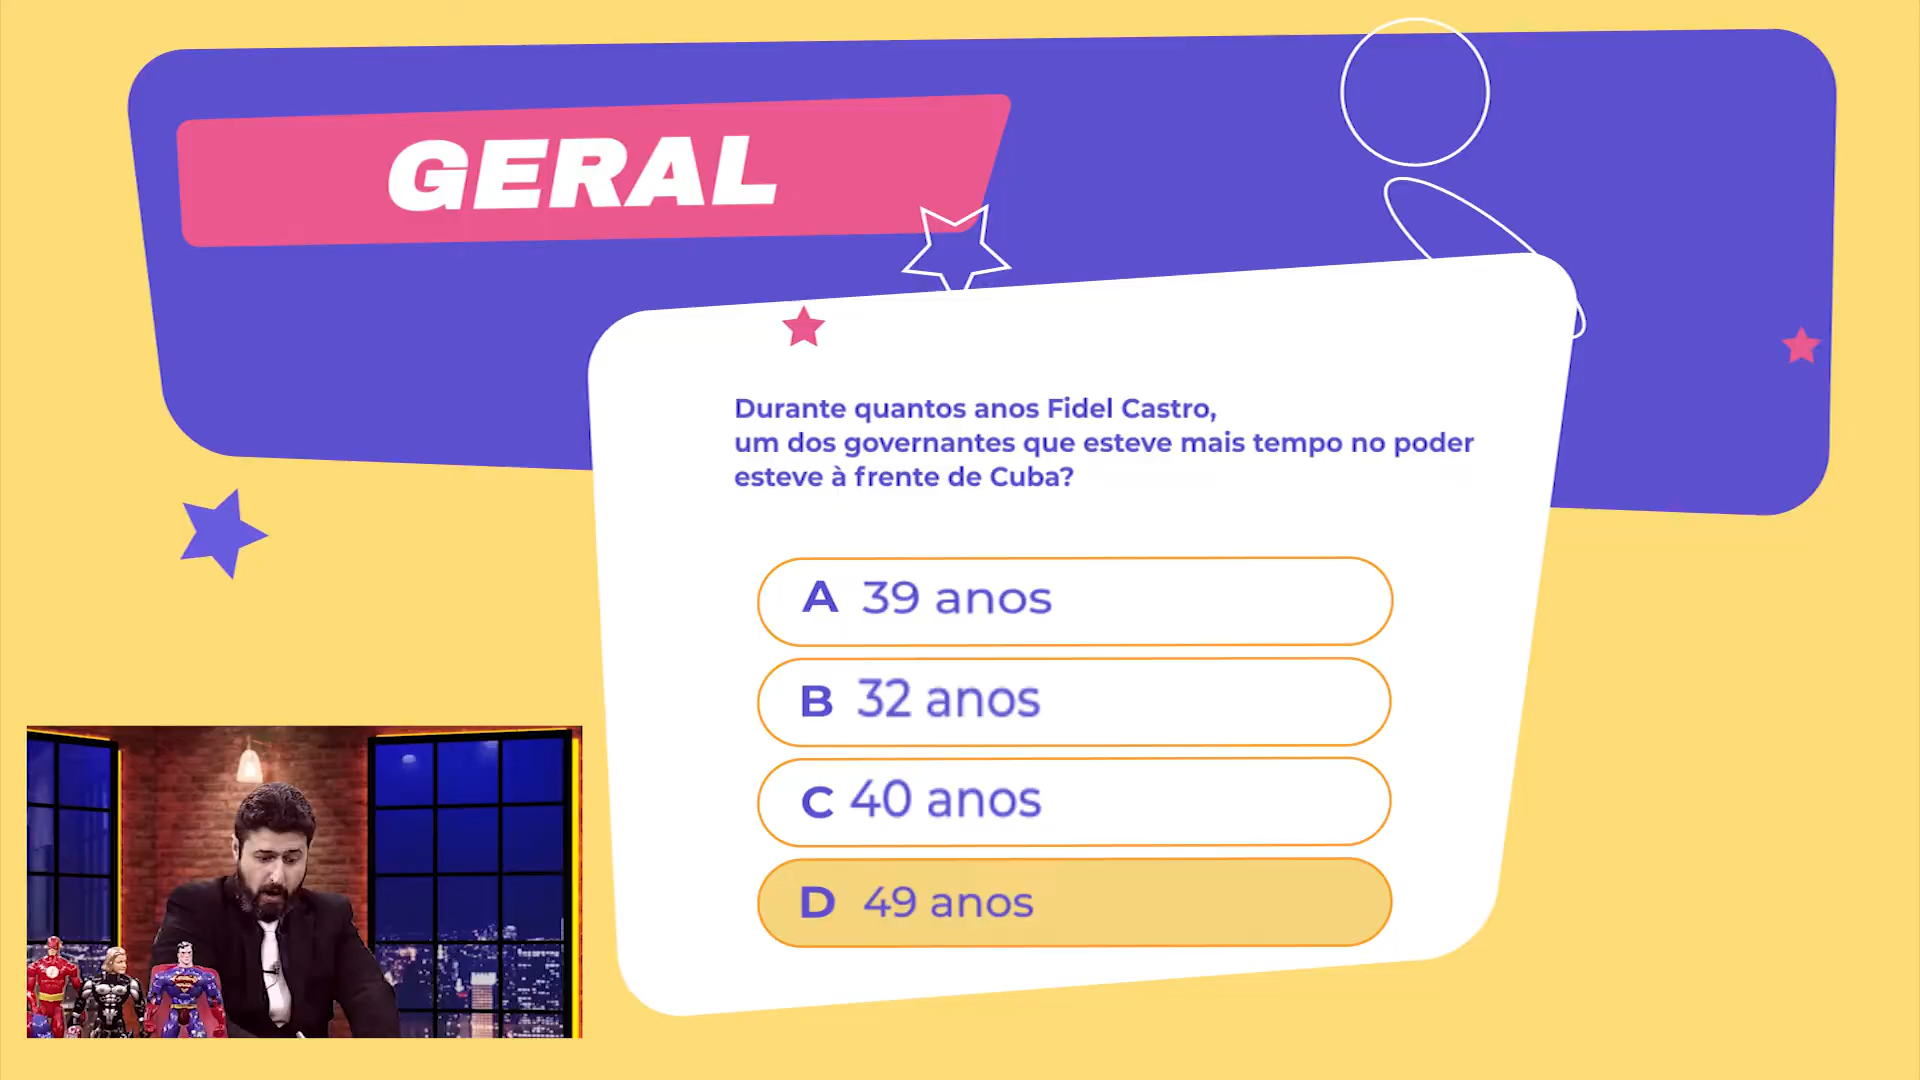 GERAL
Durante quantos anos Fidel Castro,
um dos governantes que esteve mais tempo no poder
esteve à frente de Cuba?
A 39 anos
B 32 anos
C 40 anos
D 49 anos